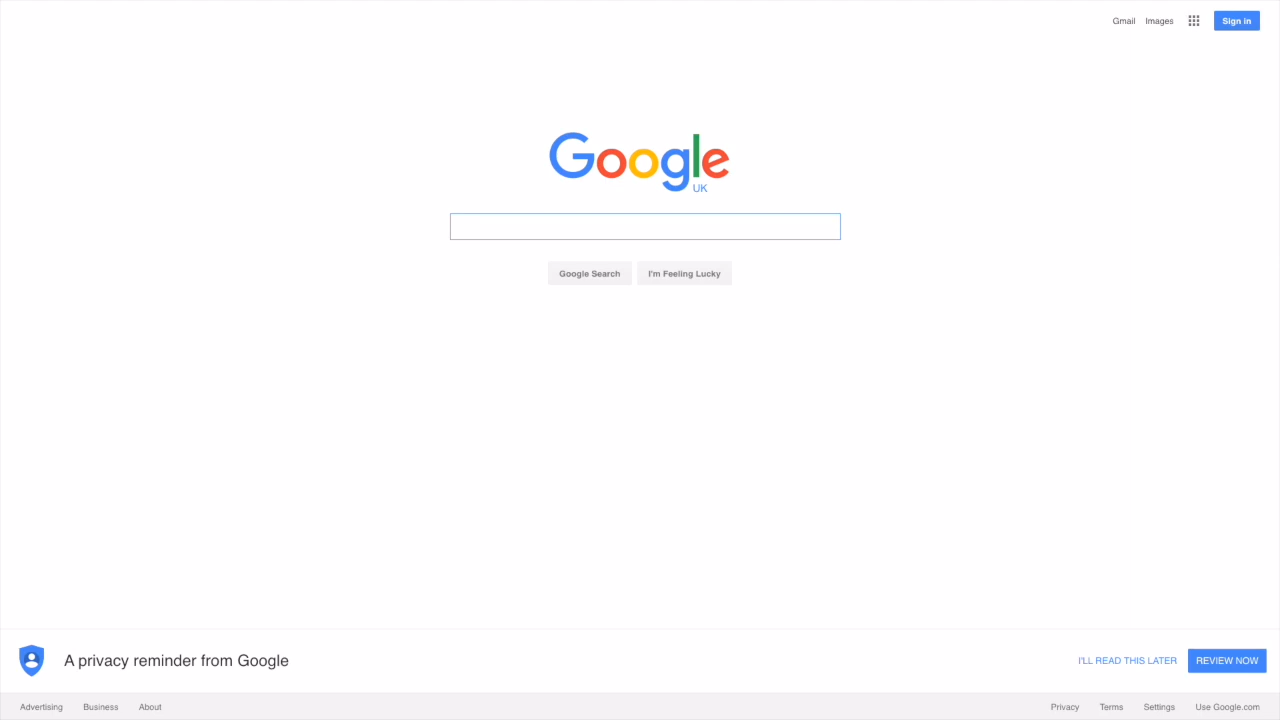 Gmail Images Sign in
Google
UK
Google Search I'm Feeling Lucky
A privacy reminder from Google I'LL READ THIS LATER REVIEW NOW
Advertising Business About Privacy Terms Settings Use Google.com